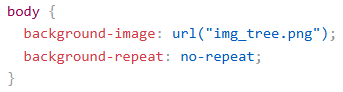 body {
  background-image: url("img_tree.png");
  background-repeat: no-repeat;
}